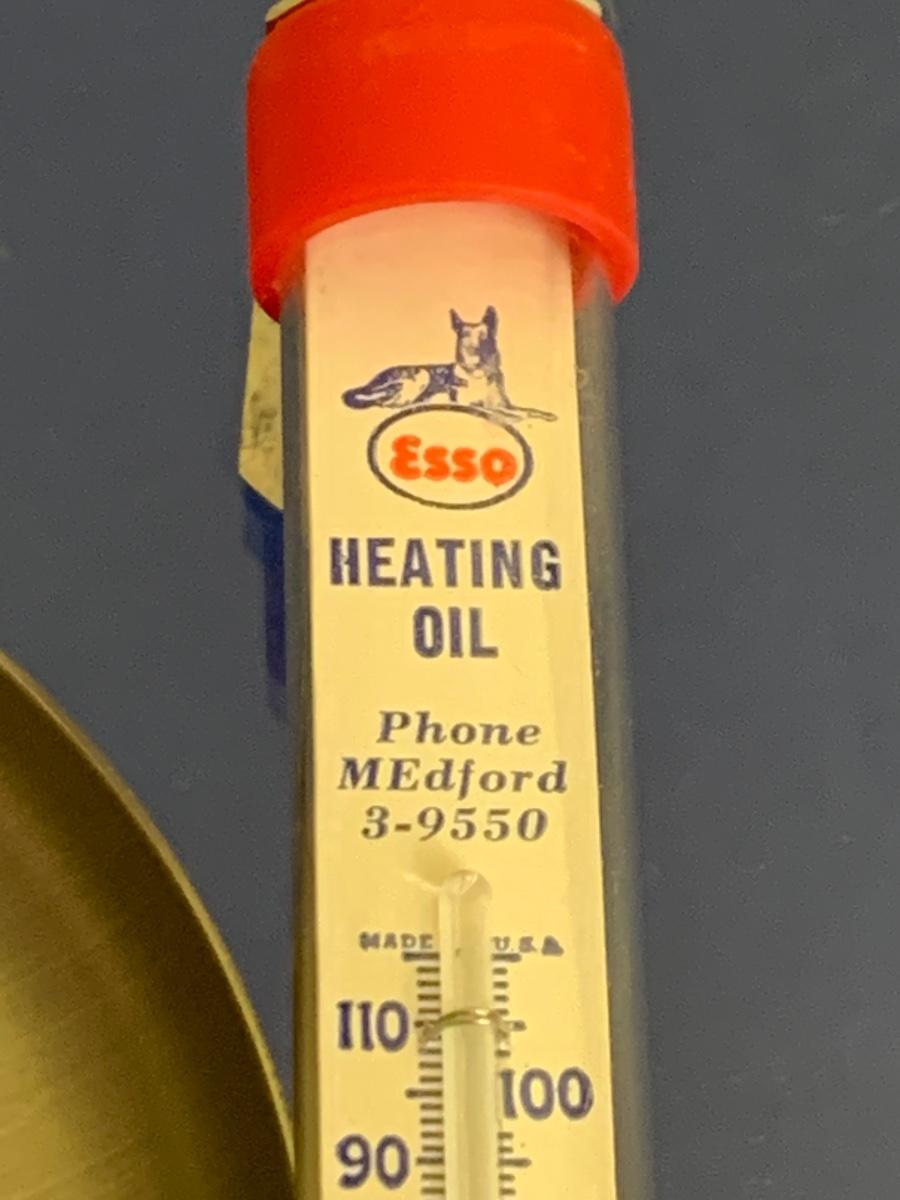 Esso
HEATING
OIL
Phone
MEdford
3-9550
MADE U.S.A
110
100
90